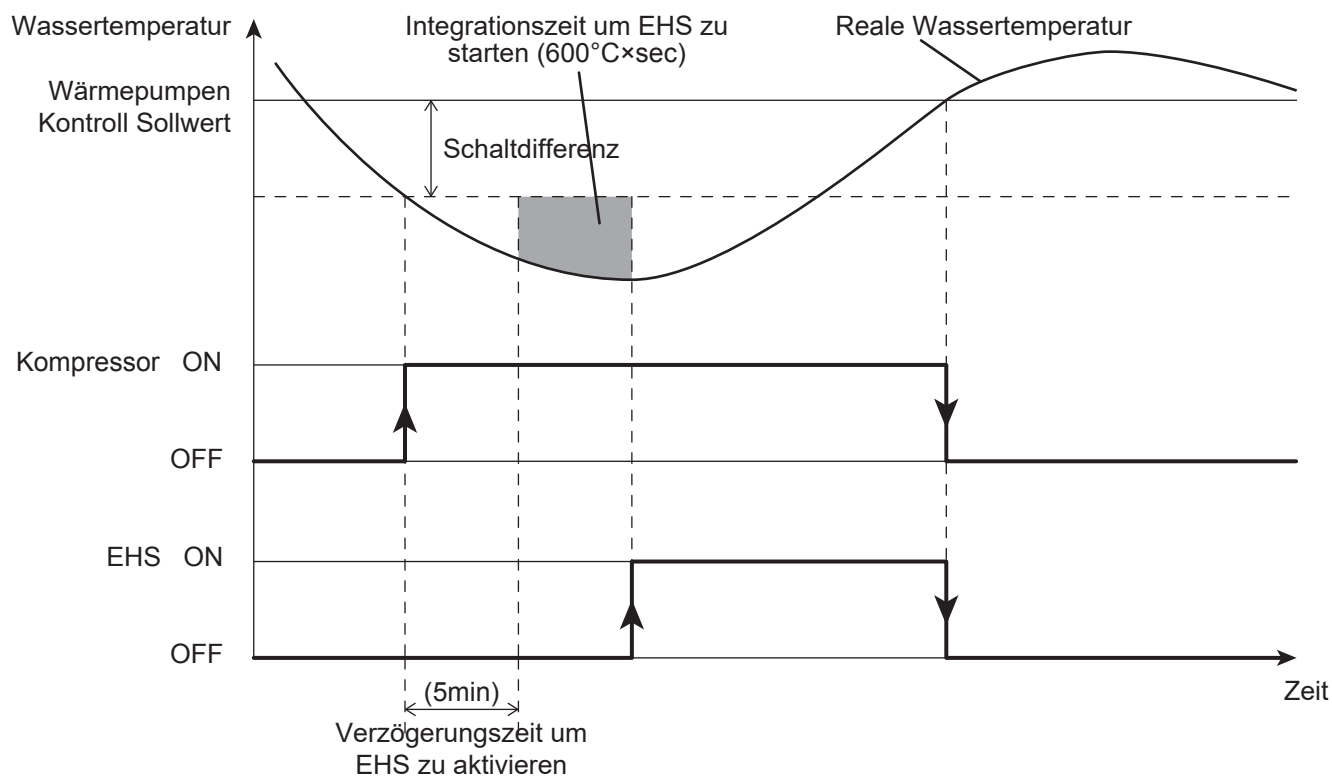 Wassertemperatur
Integrationszeit um EHS zu
starten (600°C×sec)
Reale Wassertemperatur
Wärmepumpen
Kontroll Sollwert
Schaltdifferenz
Kompressor ON
OFF
EHS ON
OFF
Zeit
(5min)
Verzögerungszeit um
EHS zu aktivieren